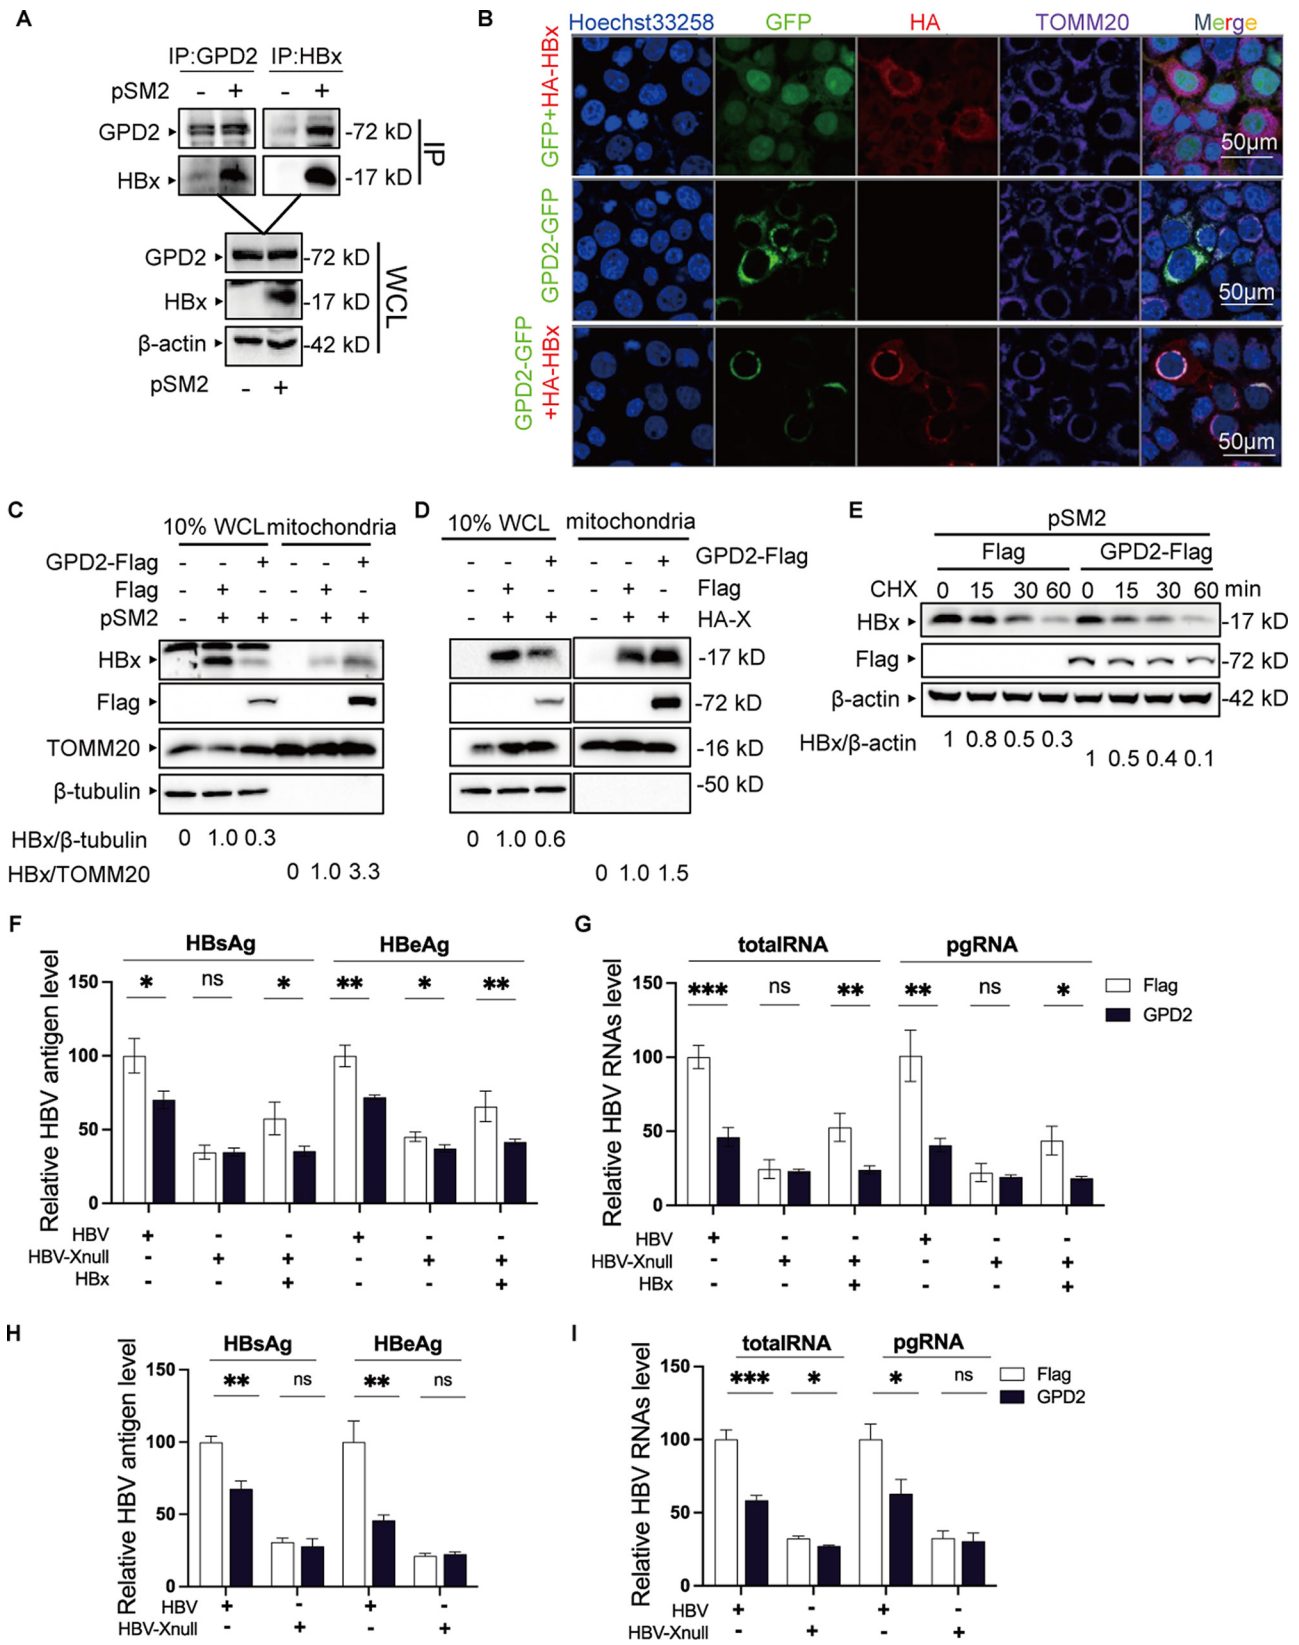 A
IP:GPD2 IP:HBx
pSM2 - + - +
GPD2 -72 kD
HBx -17 kD
IP
GPD2 -72 kD
HBx -17 kD
β-actin -42 kD
WCL
pSM2 - +
B
Hoechst33258 GFP HA TOMM20 Merge
GFP+HA-HBx
50μm
GPD2-GFP
50μm
GPD2-GFP
+HA-HBx
50μm
C
10% WCL mitochondria
GPD2-Flag - - + - - +
Flag - + - - + -
pSM2 - + + - + +
HBx
Flag
TOMM20
β-tubulin
HBx/β-tubulin 0 1.0 0.3
HBx/TOMM20 0 1.0 3.3
D
10% WCL mitochondria
- - + - - + GPD2-Flag
- + - - + - Flag
- + + - + + HA-X
-17 kD
-72 kD
-16 kD
-50 kD
0 1.0 0.6
0 1.0 1.5
E
pSM2
Flag GPD2-Flag
CHX 0 15 30 60 0 15 30 60 min
HBx -17 kD
Flag -72 kD
β-actin -42 kD
HBx/β-actin 1 0.8 0.5 0.3 1 0.5 0.4 0.1
F
HBsAg HBeAg
Relative HBV antigen level
150
100
50
0
* ns * ** * **
HBV + - - + - -
HBV-Xnull - + + - + +
HBx - - + - - +
G
totalRNA pgRNA
Relative HBV RNAs level
150
100
50
0
*** ns ** ** ns *
Flag
GPD2
HBV + - - + - -
HBV-Xnull - + + - + +
HBx - - + - - +
H
HBsAg HBeAg
Relative HBV antigen level
150
100
50
0
** ns ** ns
HBV + - + -
HBV-Xnull - + - +
I
totalRNA pgRNA
Relative HBV RNAs level
150
100
50
0
*** * * ns
Flag
GPD2
HBV + - + -
HBV-Xnull - + - +